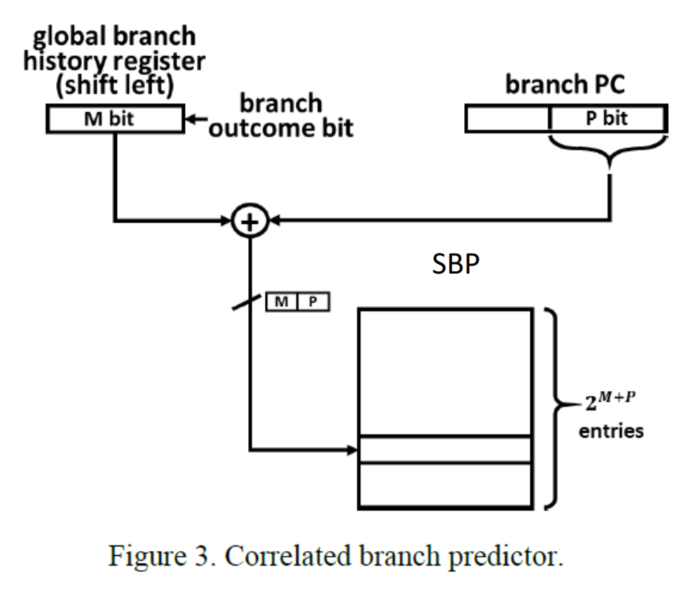 global branch
history register
(shift left)
M bit
branch
outcome bit
branch PC
P bit
+
SBP
M P
2^{M+P}
entries
Figure 3. Correlated branch predictor.